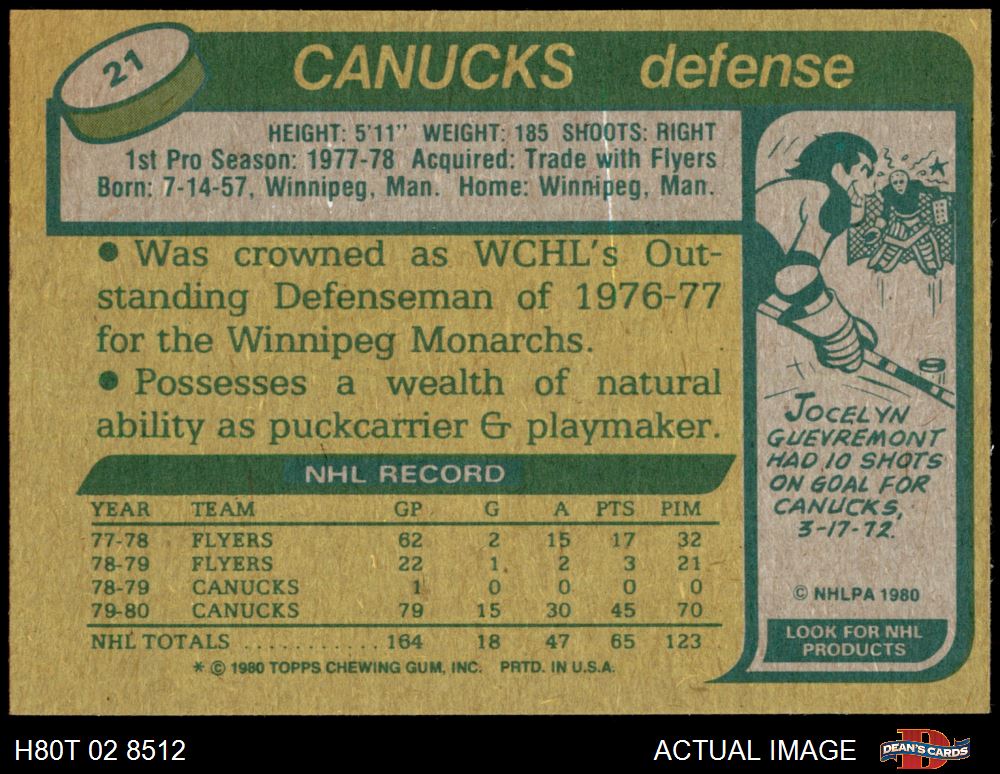 21
CANUCKS defense
HEIGHT: 5'11" WEIGHT: 185 SHOOTS: RIGHT
1st Pro Season: 1977-78 Acquired: Trade with Flyers
Born: 7-14-57, Winnipeg, Man. Home: Winnipeg, Man.
● Was crowned as WCHL's Out-
standing Defenseman of 1976-77
for the Winnipeg Monarchs.
● Possesses a wealth of natural
ability as puckcarrier & playmaker.
NHL RECORD
YEAR TEAM GP G A PTS PIM
77-78 FLYERS 62 2 15 17 32
78-79 FLYERS 22 1 2 3 21
78-79 CANUCKS 1 0 0 0 0
79-80 CANUCKS 79 15 30 45 70
NHL TOTALS ............ 164 18 47 65 123
* © 1980 TOPPS CHEWING GUM, INC. PRTD. IN U.S.A.
JOCELYN
GUEVREMONT
HAD 10 SHOTS
ON GOAL FOR
CANUCKS,
3-17-72.
© NHLPA 1980
LOOK FOR NHL
PRODUCTS
H80T 02 8512
ACTUAL IMAGE
D
DEAN'S CARDS